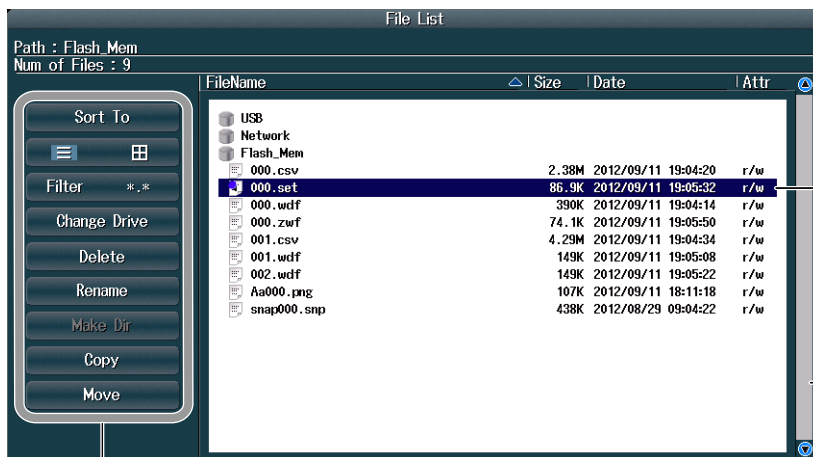 File List
Path : Flash_Mem
Num of Files : 9
FileName Size Date Attr
Sort To
Filter *.*
Change Drive
Delete
Rename
Make Dir
Copy
Move
USB
Network
Flash_Mem
000.csv 2.38M 2012/09/11 19:04:20 r/w
000.set 86.9K 2012/09/11 19:05:32 r/w
000.wdf 390K 2012/09/11 19:04:14 r/w
000.zwf 74.1K 2012/09/11 19:05:50 r/w
001.csv 4.29M 2012/09/11 19:04:34 r/w
001.wdf 149K 2012/09/11 19:05:08 r/w
002.wdf 149K 2012/09/11 19:05:22 r/w
Aa000.png 107K 2012/09/11 18:11:18 r/w
snap000.snp 438K 2012/08/29 09:04:22 r/w